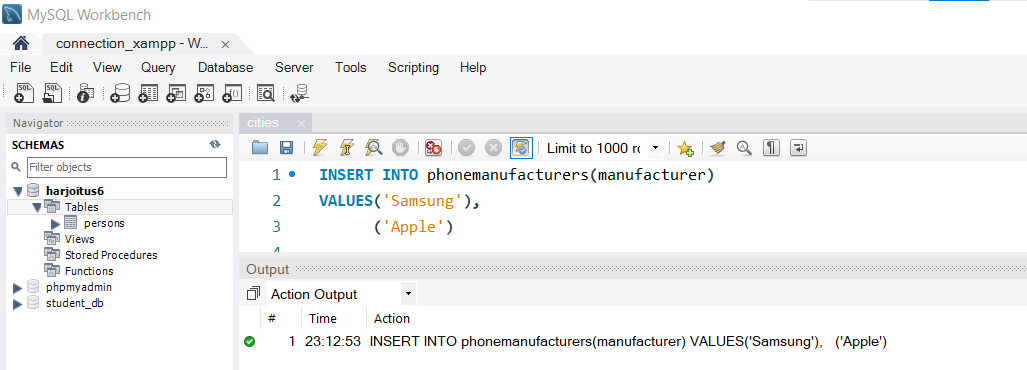 MySQL Workbench
connection_xampp - W... x
File Edit View Query Database Server Tools Scripting Help
Navigator
SCHEMAS
Filter objects
harjoitus6
Tables
persons
Views
Stored Procedures
Functions
phpmyadmin
student_db
cities x
Limit to 1000 rc
1 INSERT INTO phonemanufacturers(manufacturer)
2 VALUES('Samsung'),
3 ('Apple')
Output
Action Output
# Time Action
1 23:12:53 INSERT INTO phonemanufacturers(manufacturer) VALUES('Samsung'), ('Apple')